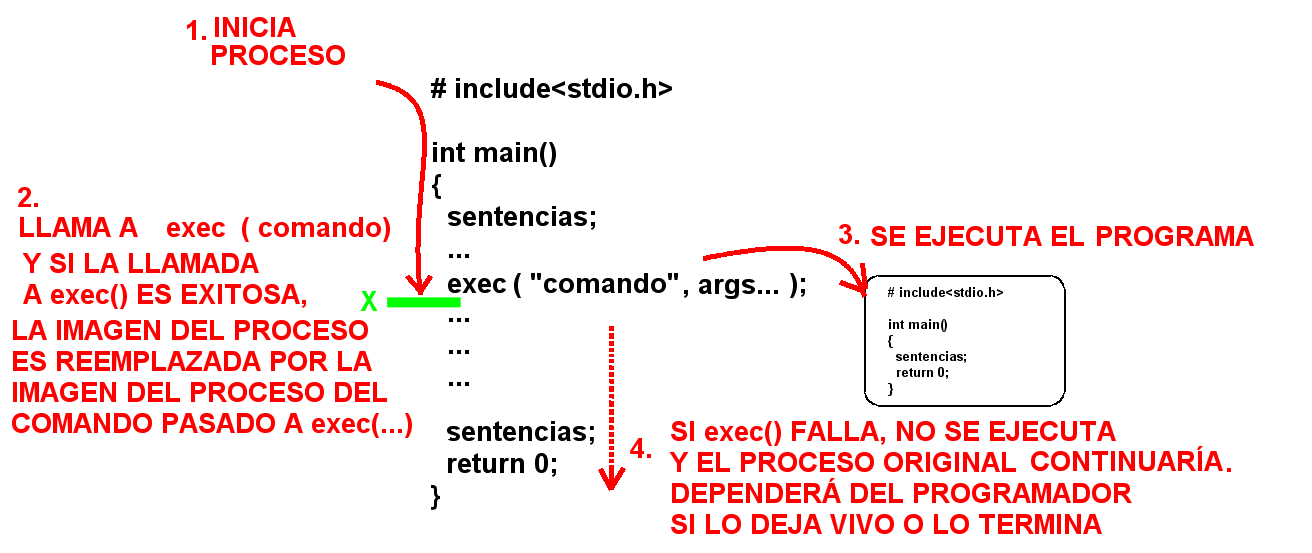 1. INICIA
PROCESO
# include<stdio.h>
int main()
{
sentencias;
...
exec ( "comando" , args... );
...
...
...
sentencias;
return 0;
}
2.
LLAMA A exec ( comando)
Y SI LA LLAMADA
A exec() ES EXITOSA,
LA IMAGEN DEL PROCESO
ES REEMPLAZADA POR LA
IMAGEN DEL PROCESO DEL
COMANDO PASADO A exec(...)
X
3. SE EJECUTA EL PROGRAMA
# include<stdio.h>
int main()
{
sentencias;
return 0;
}
4. SI exec() FALLA, NO SE EJECUTA
Y EL PROCESO ORIGINAL CONTINUARÍA.
DEPENDERÁ DEL PROGRAMADOR
SI LO DEJA VIVO O LO TERMINA